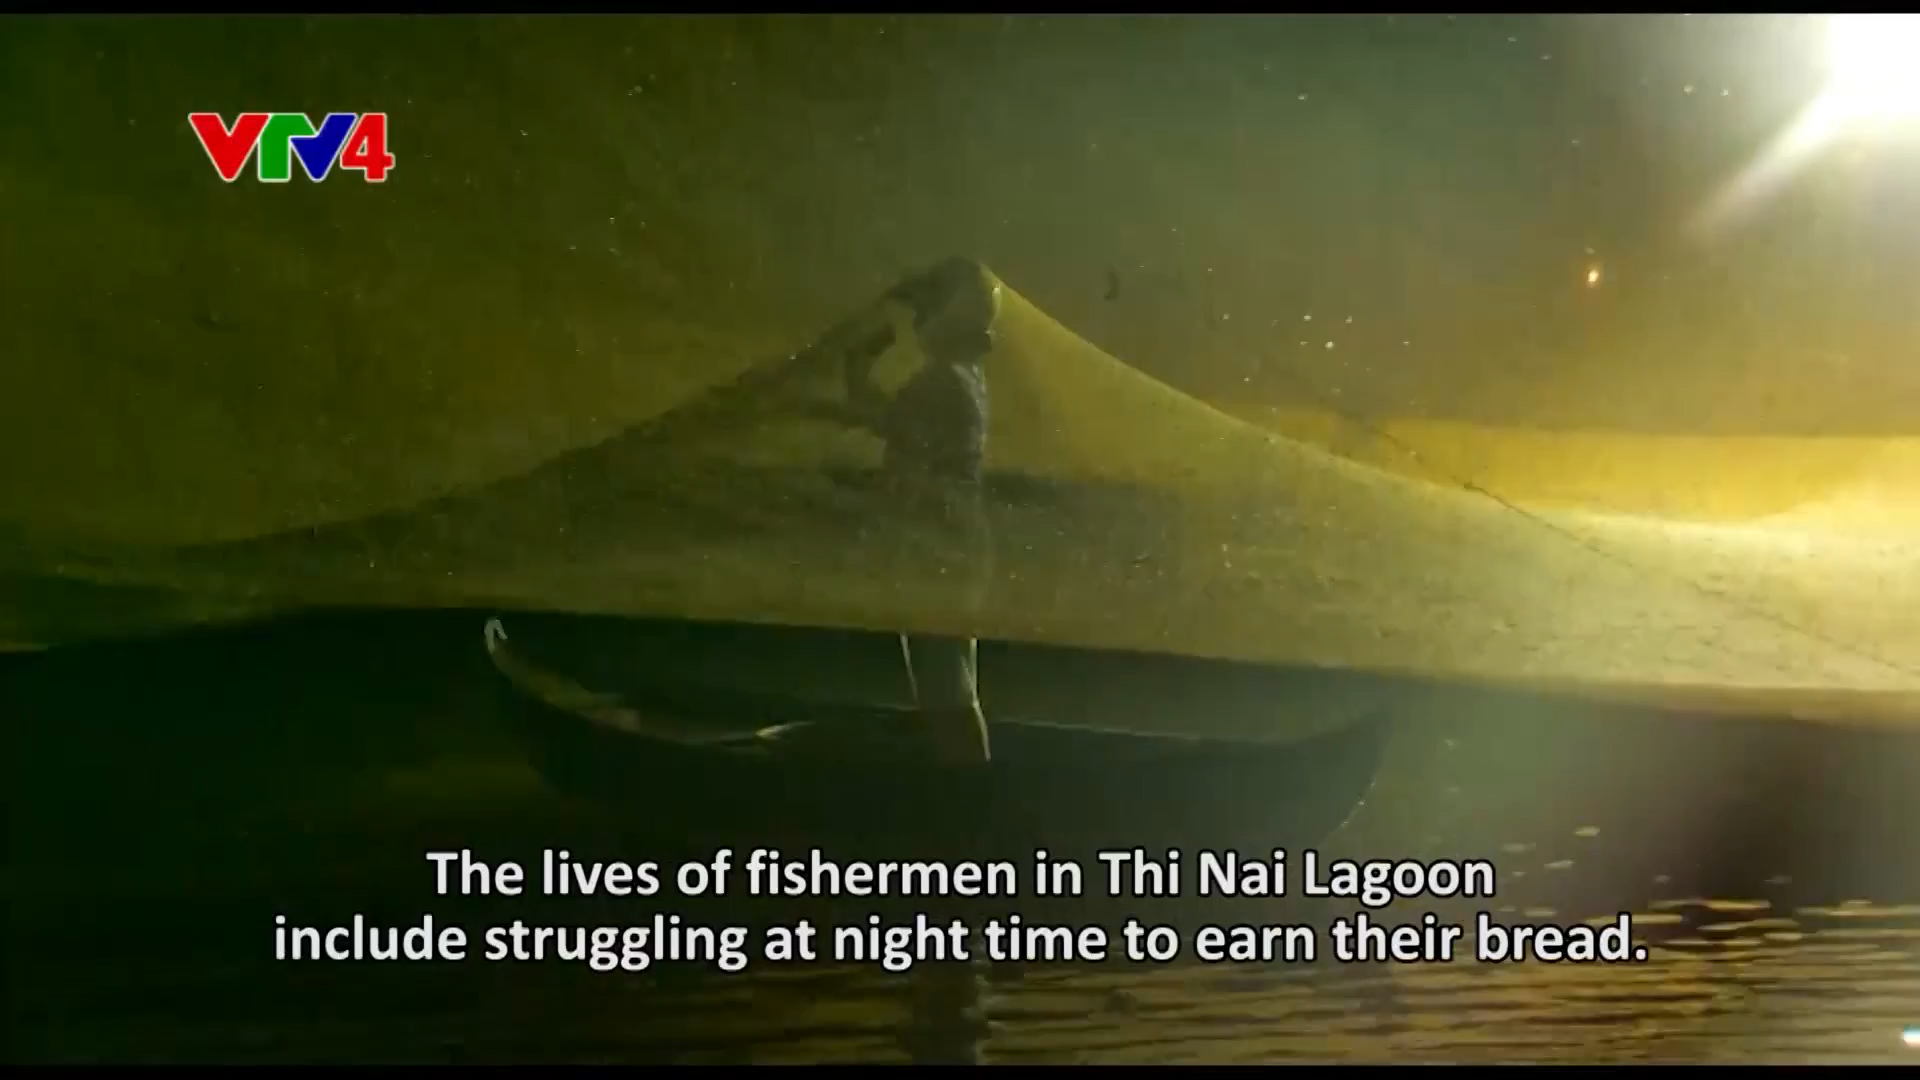 VTV4
The lives of fishermen in Thi Nai Lagoon
include struggling at night time to earn their bread.